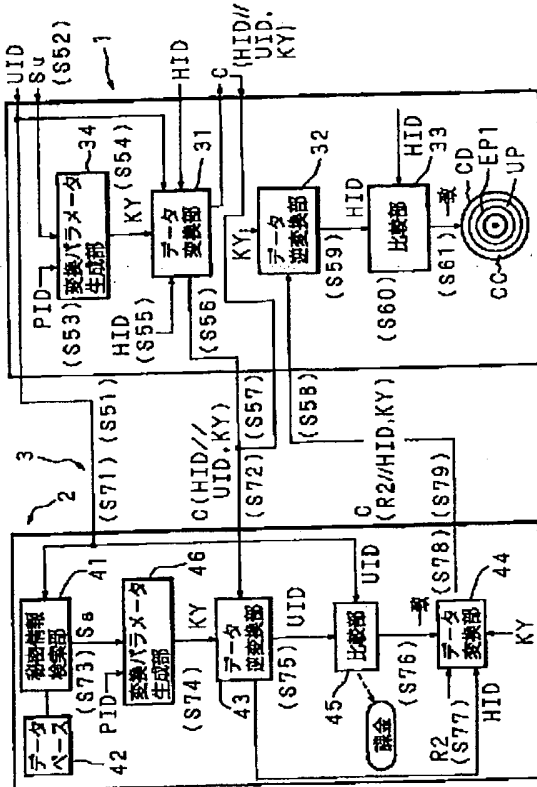 3
2
1
UID
Su
(S52)
(S71)
(S51)
秘密情報
検索部
41
データ
ベース
42
(S73)
Sa
PID
変換パラメータ
生成部
46
(S74)
KY
データ
逆変換部
43
(S75)
UID
UID
比較部
45
課金
(S76)
一致
R2
(S77)
HID
データ
変換部
44
KY
(S78)
(S79)
C
(R2//HID,KY)
C(HID//
UID,KY)
(S72)
(S57)
(S58)
PID
(S53)
変換パラメータ
生成部
34
KY
(S54)
HID
(S55)
データ
変換部
31
(S56)
HID
C
(HID//
UID,
KY)
KY
データ
逆変換部
32
(S59)
HID
(S60)
比較部
33
HID
(S61)
一致
CD
EP1
UP
CC